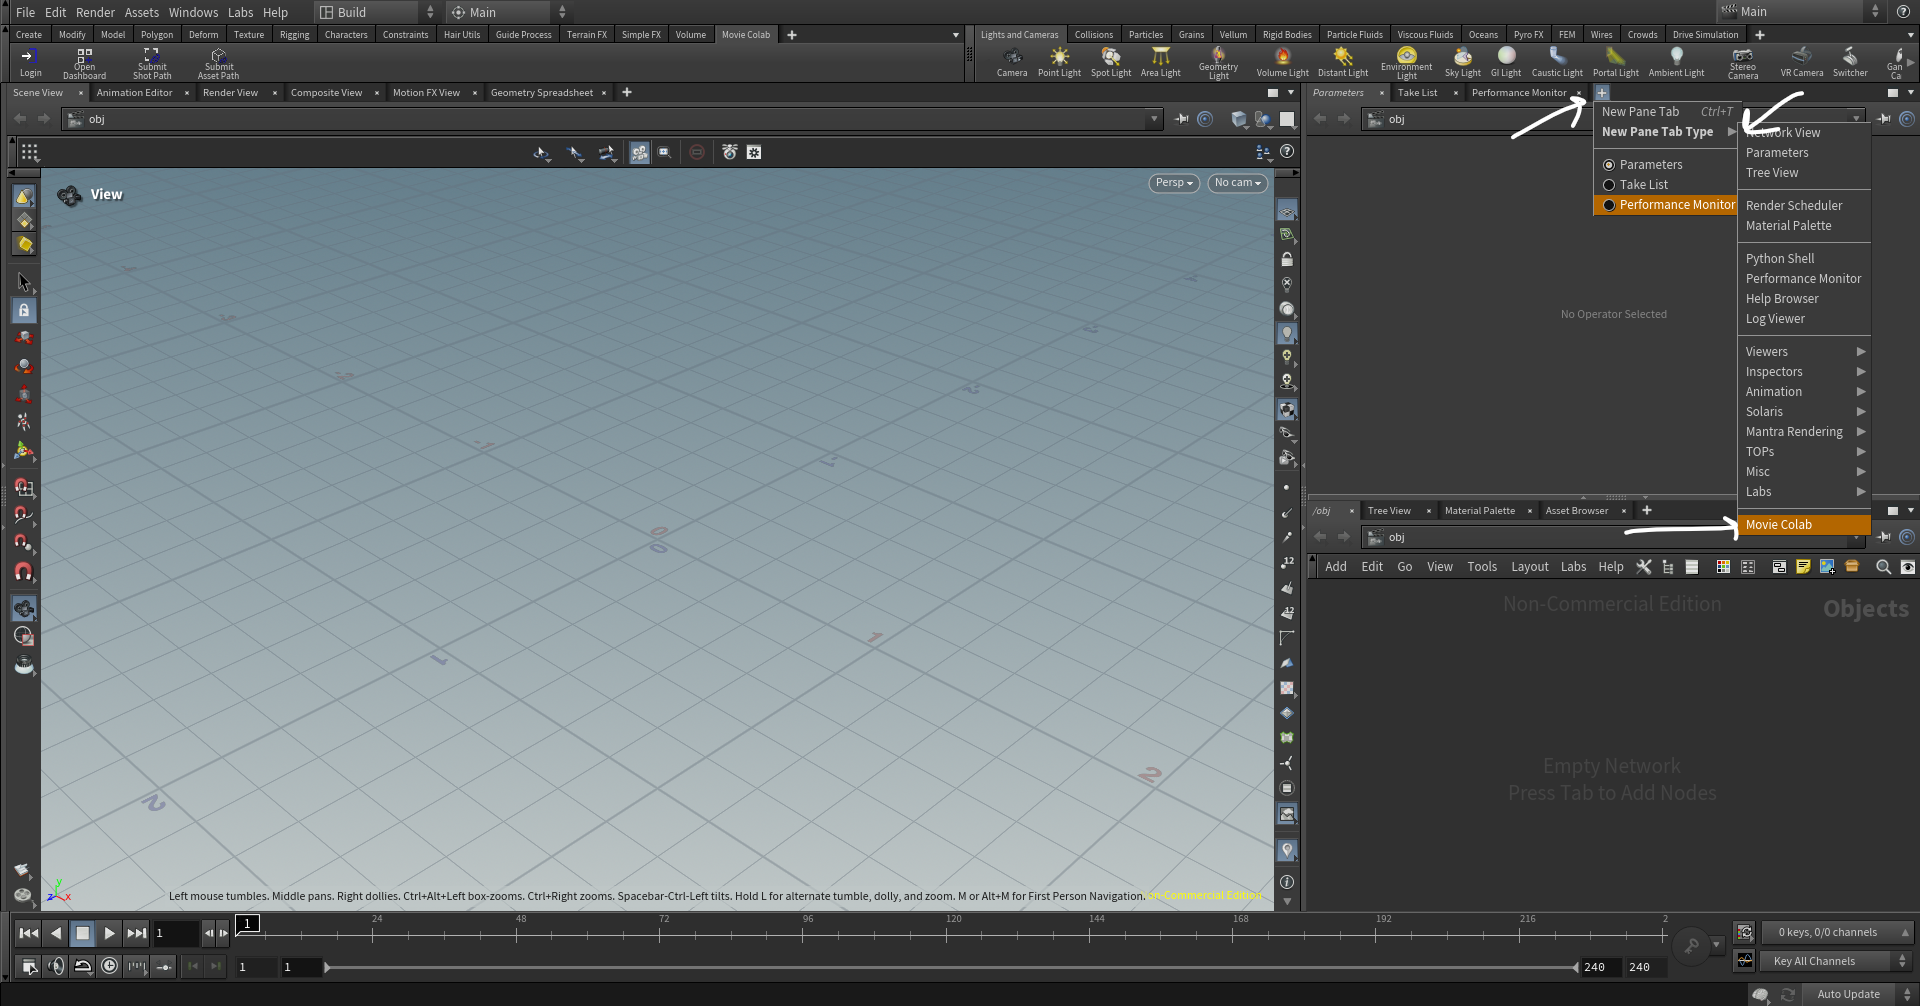 File Edit Render Assets Windows Labs Help Build Main Main
Create Modify Model Polygon Deform Texture Rigging Characters Constraints Hair Utils Guide Process Terrain FX Simple FX Volume Movie Colab
Lights and Cameras Collisions Particles Grains Vellum Rigid Bodies Particle Fluids Viscous Fluids Oceans Pyro FX FEM Wires Crowds Drive Simulation
Login
Open Dashboard
Submit Shot Path
Submit Asset Path
Camera Point Light Spot Light Area Light Geometry Light Volume Light Distant Light Environment Light Sky Light GI Light Caustic Light Portal Light Ambient Light Stereo Camera VR Camera Switcher Gan Ca
Scene View Animation Editor Render View Composite View Motion FX View Geometry Spreadsheet
obj
View
Persp No cam
Parameters Take List Performance Monitor
obj
New Pane Tab Ctrl+T
New Pane Tab Type
Parameters
Take List
Performance Monitor
Network View
Parameters
Tree View
Render Scheduler
Material Palette
Python Shell
Performance Monitor
Help Browser
Log Viewer
Viewers
Inspectors
Animation
Solaris
Mantra Rendering
TOPs
Misc
Labs
Movie Colab
No Operator Selected
/obj Tree View Material Palette Asset Browser
obj
Add Edit Go View Tools Layout Labs Help
Non-Commercial Edition Objects
Empty Network
Press Tab to Add Nodes
Left mouse tumbles. Middle pans. Right dollies. Ctrl+Alt+Left box-zooms. Ctrl+Right zooms. Spacebar-Ctrl-Left tilts. Hold L for alternate tumble, dolly, and zoom. M or Alt+M for First Person Navigation.
on-Commercial Edition
1 1 24 48 72 96 120 144 168 192 216 2
0 keys, 0/0 channels
1 1 240 240
Key All Channels
Auto Update